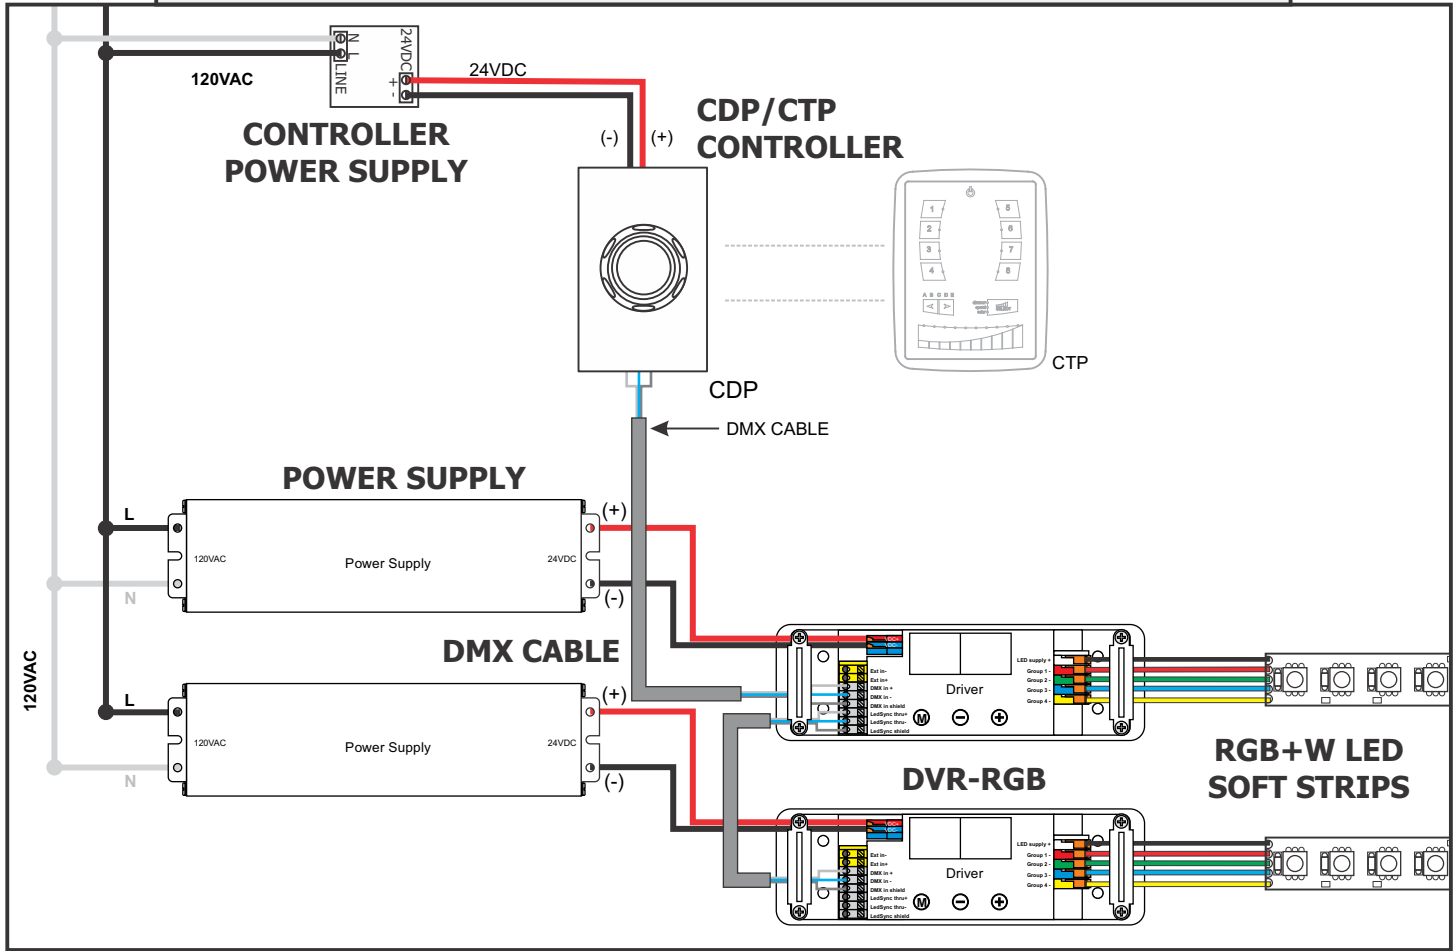 N
L
LINE
24VDC
+
-
120VAC
24VDC
CONTROLLER
POWER SUPPLY
(-)
(+)
CDP/CTP
CONTROLLER
1
2
3
4
5
6
7
8
CTP
CDP
DMX CABLE
POWER SUPPLY
L
N
120VAC
Power Supply
24VDC
(+)
(-)
DMX CABLE
120VAC
L
N
120VAC
Power Supply
24VDC
(+)
(-)
Ext in-
Ext in+
DMX in +
DMX in -
DMX in shield
LedSync thru+
LedSync thru-
LedSync shield
Driver
M
LED supply +
Group 1 -
Group 2 -
Group 3 -
Group 4 -
DVR-RGB
RGB+W LED
SOFT STRIPS
Ext in-
Ext in+
DMX in +
DMX in -
DMX in shield
LedSync thru+
LedSync thru-
LedSync shield
Driver
M
LED supply +
Group 1 -
Group 2 -
Group 3 -
Group 4 -